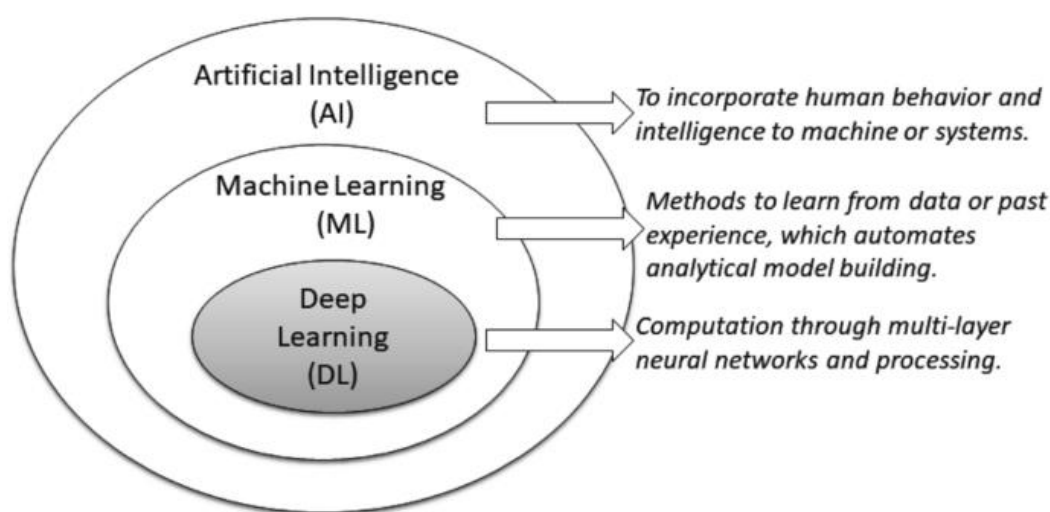 Artificial Intelligence
(AI)
To incorporate human behavior and
intelligence to machine or systems.
Machine Learning
(ML)
Methods to learn from data or past
experience, which automates
analytical model building.
Deep
Learning
(DL)
Computation through multi-layer
neural networks and processing.